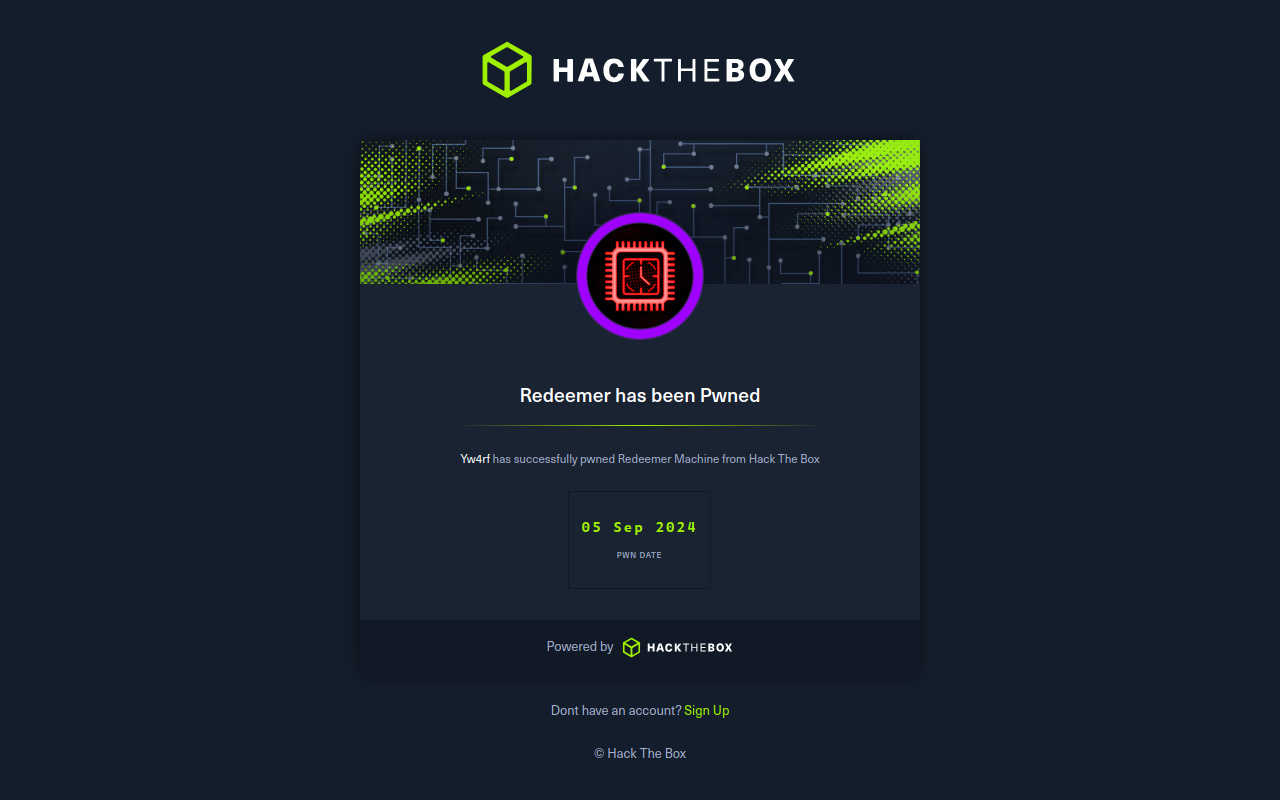 HACKTHEBOX
Redeemer has been Pwned
Yw4rf has successfully pwned Redeemer Machine from Hack The Box
05 Sep 2024
PWN DATE
Powered by HACKTHEBOX
Dont have an account? Sign Up
© Hack The Box